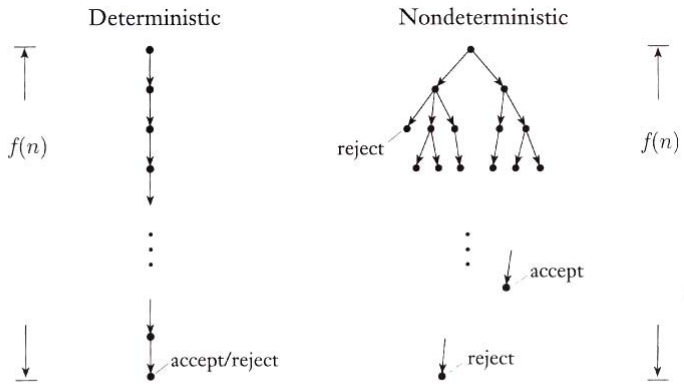 Deterministic
Nondeterministic
f(n)
reject
f(n)
accept
accept/reject
reject